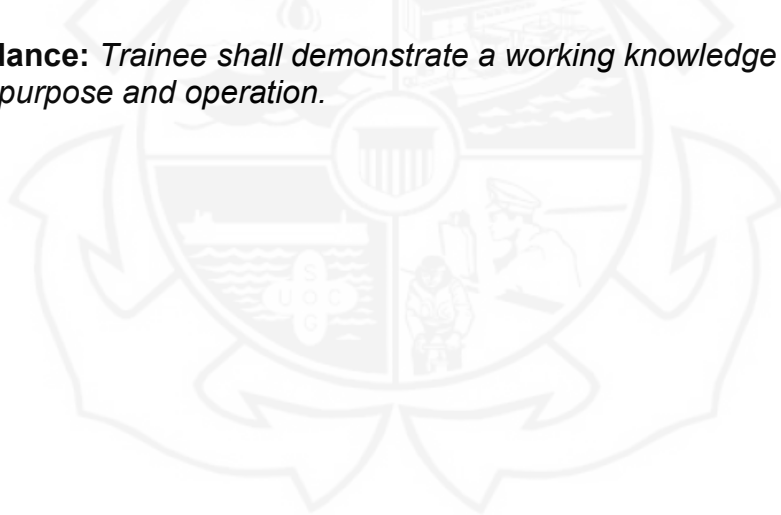 lance: Trainee shall demonstrate a working knowledge
purpose and operation.
S
U O C
G